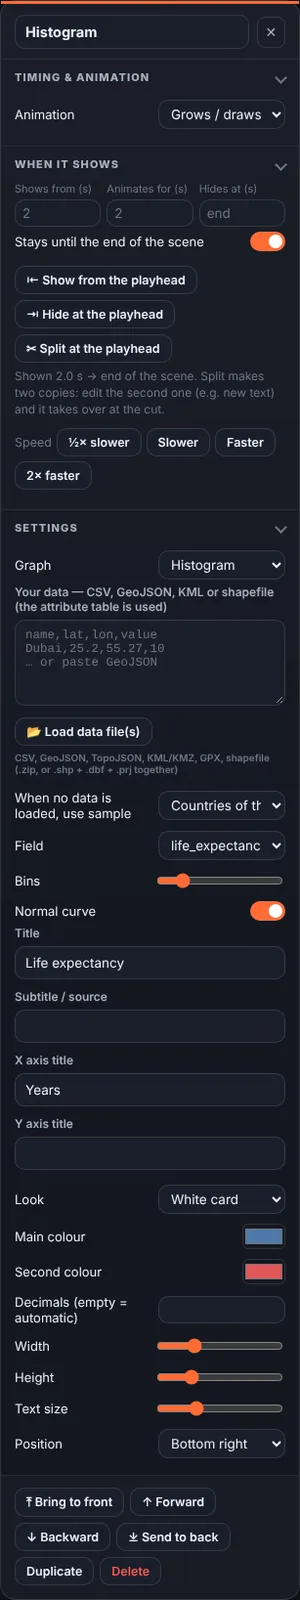 Histogram
×
TIMING & ANIMATION
Animation
Grows / draws
WHEN IT SHOWS
Shows from (s) Animates for (s) Hides at (s)
2 2 end
Stays until the end of the scene
⇤ Show from the playhead
⇥ Hide at the playhead
✂ Split at the playhead
Shown 2.0 s → end of the scene. Split makes
two copies: edit the second one (e.g. new text)
and it takes over at the cut.
Speed ½× slower Slower Faster
2× faster
SETTINGS
Graph Histogram
Your data — CSV, GeoJSON, KML or shapefile
(the attribute table is used)
name,lat,lon,value
Dubai,25.2,55.27,10
… or paste GeoJSON
📂 Load data file(s)
CSV, GeoJSON, TopoJSON, KML/KMZ, GPX, shapefile
(.zip, or .shp + .dbf + .prj together)
When no data is
loaded, use sample
Countries of th
Field life_expectanc
Bins
Normal curve
Title
Life expectancy
Subtitle / source
X axis title
Years
Y axis title
Look White card
Main colour
Second colour
Decimals (empty =
automatic)
Width
Height
Text size
Position Bottom right
⤒ Bring to front ↑ Forward
↓ Backward ⤓ Send to back
Duplicate Delete